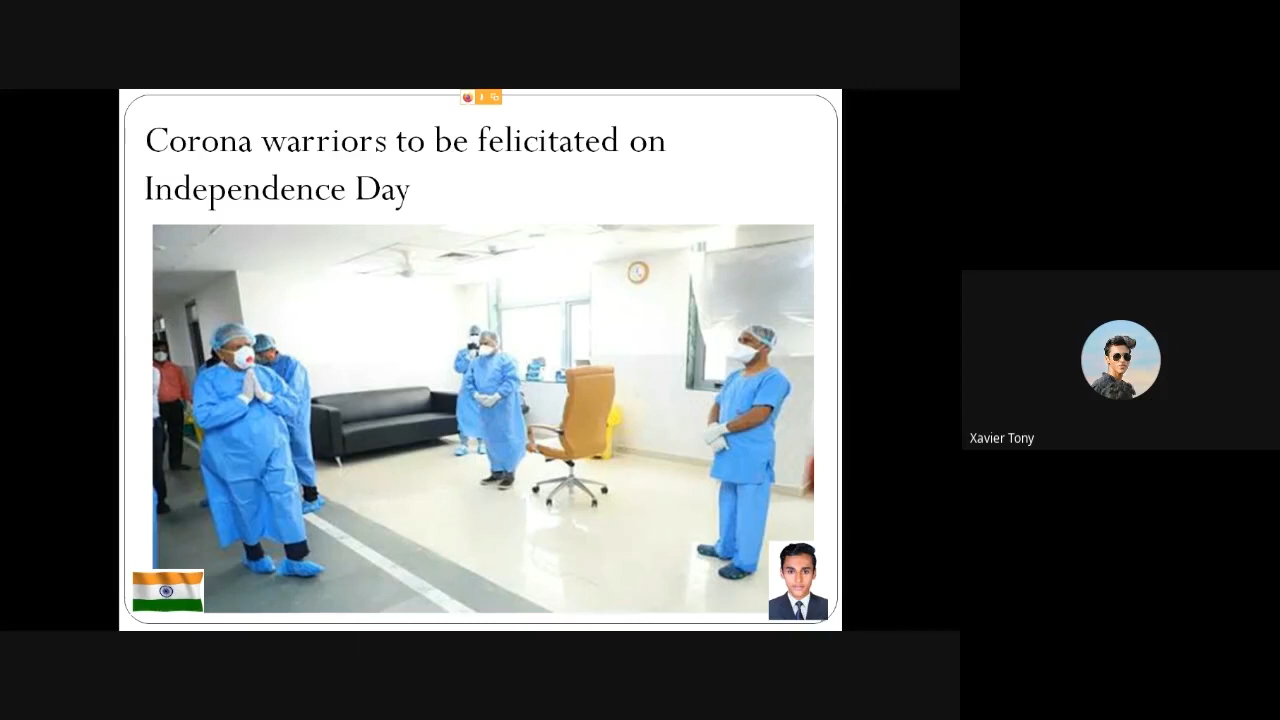 Corona warriors to be felicitated on
Independence Day
Xavier Tony